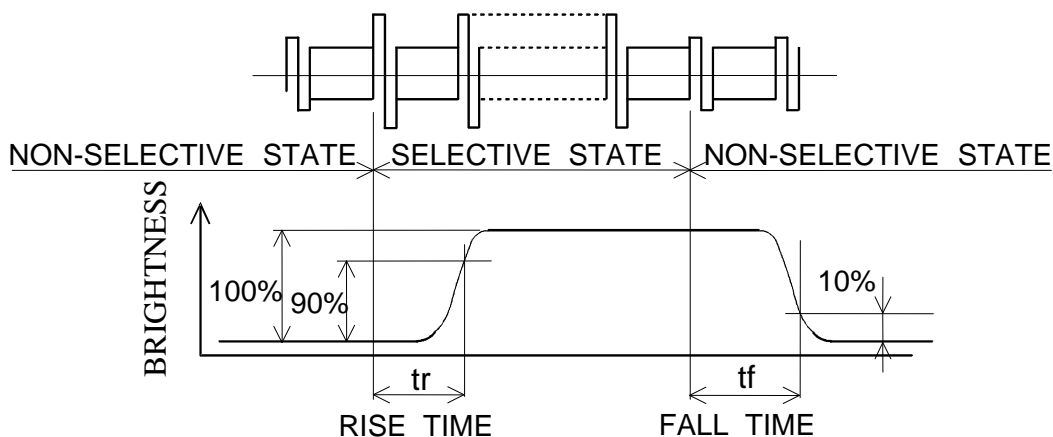 NON-SELECTIVE STATE
SELECTIVE STATE
NON-SELECTIVE STATE
BRIGHTNESS
100%
90%
10%
tr
tf
RISE TIME
FALL TIME